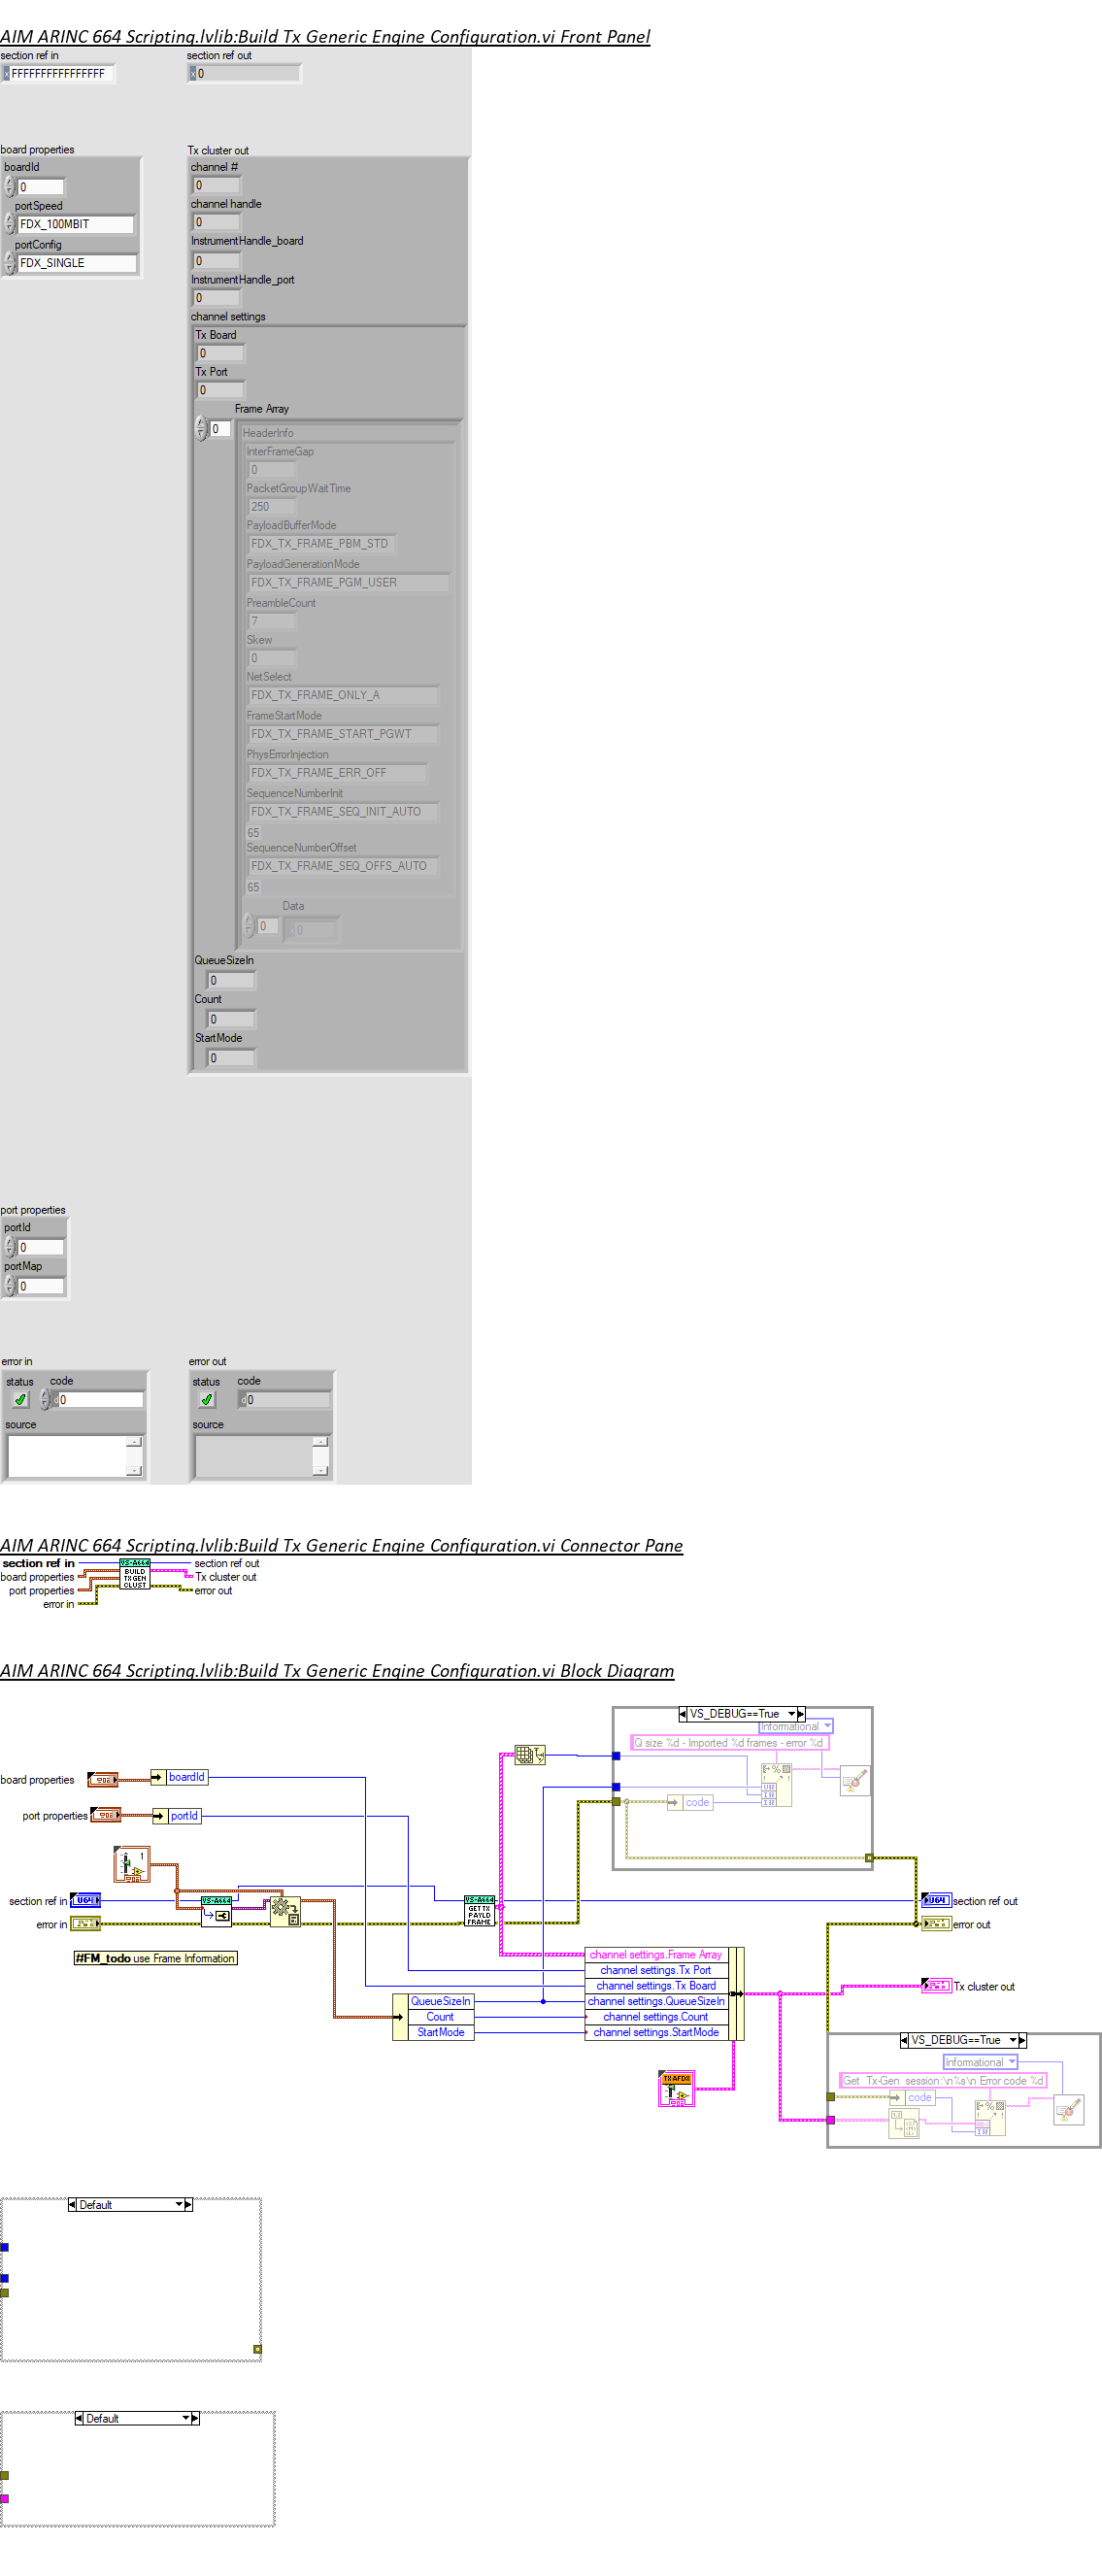 AIM ARINC 664 Scripting.lvlib:Build Tx Generic Engine Configuration.vi Front Panel
section ref in
x FFFFFFFFFFFFFFFF
section ref out
x 0
board properties
boardId
0
portSpeed
FDX_100MBIT
portConfig
FDX_SINGLE
Tx cluster out
channel #
0
channel handle
0
InstrumentHandle_board
0
InstrumentHandle_port
0
channel settings
Tx Board
0
Tx Port
0
Frame Array
0
HeaderInfo
InterFrameGap
0
PacketGroupWaitTime
250
PayloadBufferMode
FDX_TX_FRAME_PBM_STD
PayloadGenerationMode
FDX_TX_FRAME_PGM_USER
PreambleCount
7
Skew
0
NetSelect
FDX_TX_FRAME_ONLY_A
FrameStartMode
FDX_TX_FRAME_START_PGWT
PhysErrorInjection
FDX_TX_FRAME_ERR_OFF
SequenceNumberInit
FDX_TX_FRAME_SEQ_INIT_AUTO
65
SequenceNumberOffset
FDX_TX_FRAME_SEQ_OFFS_AUTO
65
Data
0
x 0
QueueSizeIn
0
Count
0
StartMode
0
port properties
portId
0
portMap
0
error in
status
code
d 0
source
error out
status
code
d 0
source
AIM ARINC 664 Scripting.lvlib:Build Tx Generic Engine Configuration.vi Connector Pane
section ref in
board properties
port properties
error in
VS-A664
BUILD
TX GEN
CLUST
section ref out
Tx cluster out
error out
AIM ARINC 664 Scripting.lvlib:Build Tx Generic Engine Configuration.vi Block Diagram
VS_DEBUG==True
Informational
Q size %d - Imported %d frames - error %d
code
U32
I32
I32
board properties
boardId
port properties
portId
1
section ref in
U64
VS-A664
error in
VS-A664
GET TX
PAYLD
FRAME
section ref out
U64
error out
#FM_todo use Frame Information
channel settings.Frame Array
channel settings.Tx Port
channel settings.Tx Board
channel settings.QueueSizeIn
channel settings.Count
channel settings.StartMode
QueueSizeIn
Count
StartMode
Tx cluster out
TX AFDX
VS_DEBUG==True
Informational
Get Tx-Gen session:\n%s\n Error code %d
code
abc
I32
Default
Default